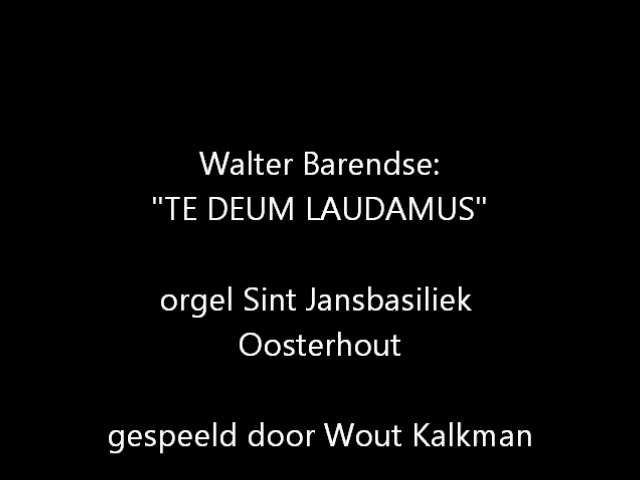 Walter Barendse:
"TE DEUM LAUDAMUS"
orgel Sint Jansbasiliek
Oosterhout
gespeeld door Wout Kalkman